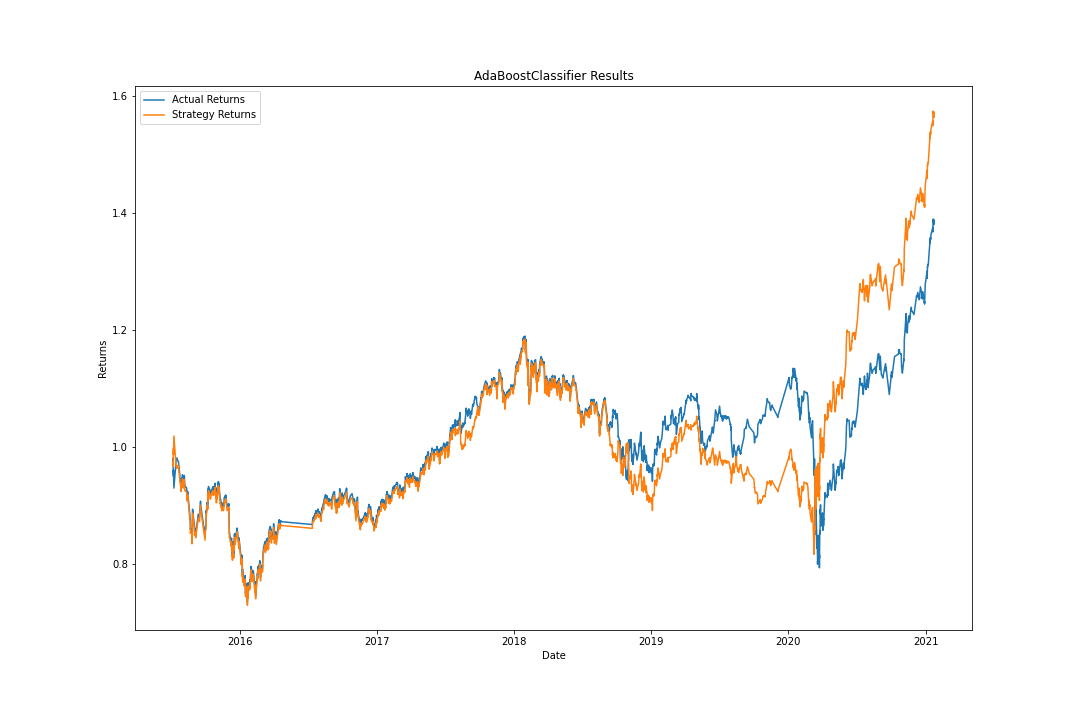 AdaBoostClassifier Results
Actual Returns
Strategy Returns
1.6
1.4
1.2
1.0
0.8
Returns
2016 2017 2018 2019 2020 2021
Date